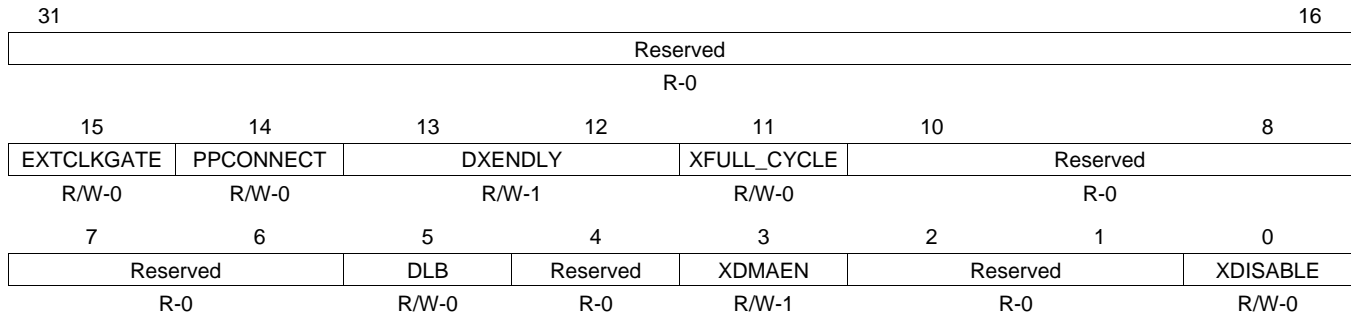 31 16
Reserved
R-0
15 14 13 12 11 10 8
EXTCLKGATE PPCONNECT DXENDLY XFULL_CYCLE Reserved
R/W-0 R/W-0 R/W-1 R/W-0 R-0
7 6 5 4 3 2 1 0
Reserved DLB Reserved XDMAEN Reserved XDISABLE
R-0 R/W-0 R-0 R/W-1 R-0 R/W-0